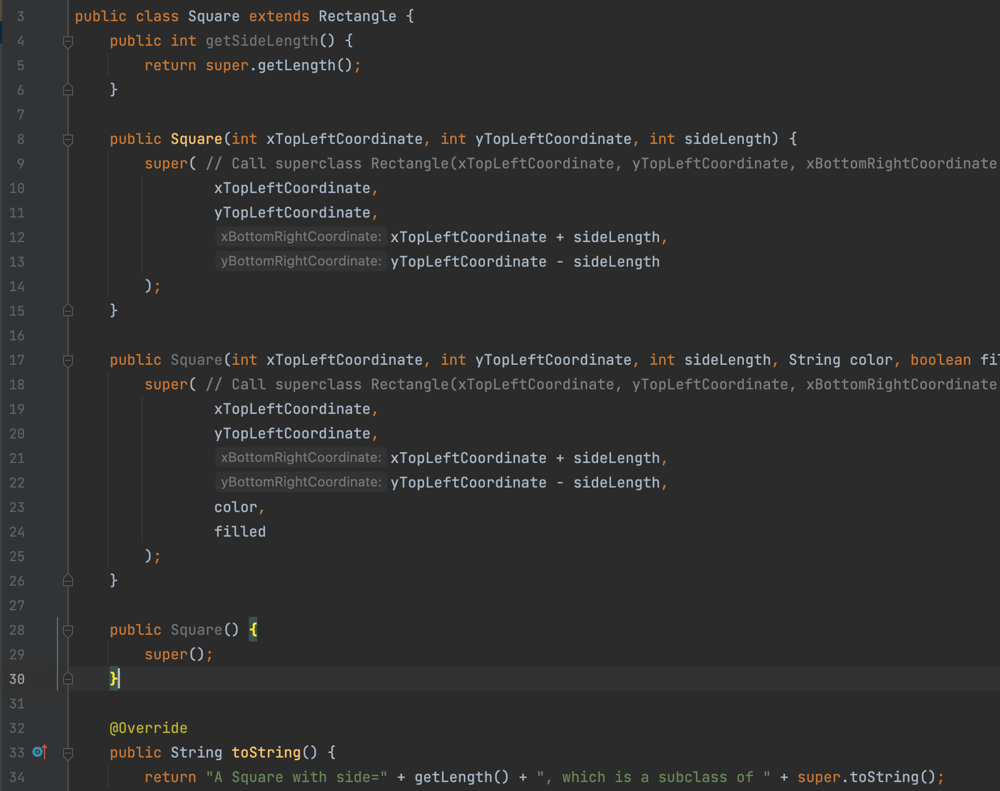 3 public class Square extends Rectangle {
4 public int getSideLength() {
5 return super.getLength();
6 }
7
8 public Square(int xTopLeftCoordinate, int yTopLeftCoordinate, int sideLength) {
9 super( // Call superclass Rectangle(xTopLeftCoordinate, yTopLeftCoordinate, xBottomRightCoordinate
10 xTopLeftCoordinate,
11 yTopLeftCoordinate,
12 xBottomRightCoordinate: xTopLeftCoordinate + sideLength,
13 yBottomRightCoordinate: yTopLeftCoordinate - sideLength
14 );
15 }
16
17 public Square(int xTopLeftCoordinate, int yTopLeftCoordinate, int sideLength, String color, boolean
18 super( // Call superclass Rectangle(xTopLeftCoordinate, yTopLeftCoordinate, xBottomRightCoordinate
19 xTopLeftCoordinate,
20 yTopLeftCoordinate,
21 xBottomRightCoordinate: xTopLeftCoordinate + sideLength,
22 yBottomRightCoordinate: yTopLeftCoordinate - sideLength,
23 color,
24 filled
25 );
26 }
27
28 public Square() {
29 super();
30 }
31
32 @Override
33 public String toString() {
34 return "A Square with side=" + getLength() + ", which is a subclass of " + super.toString();